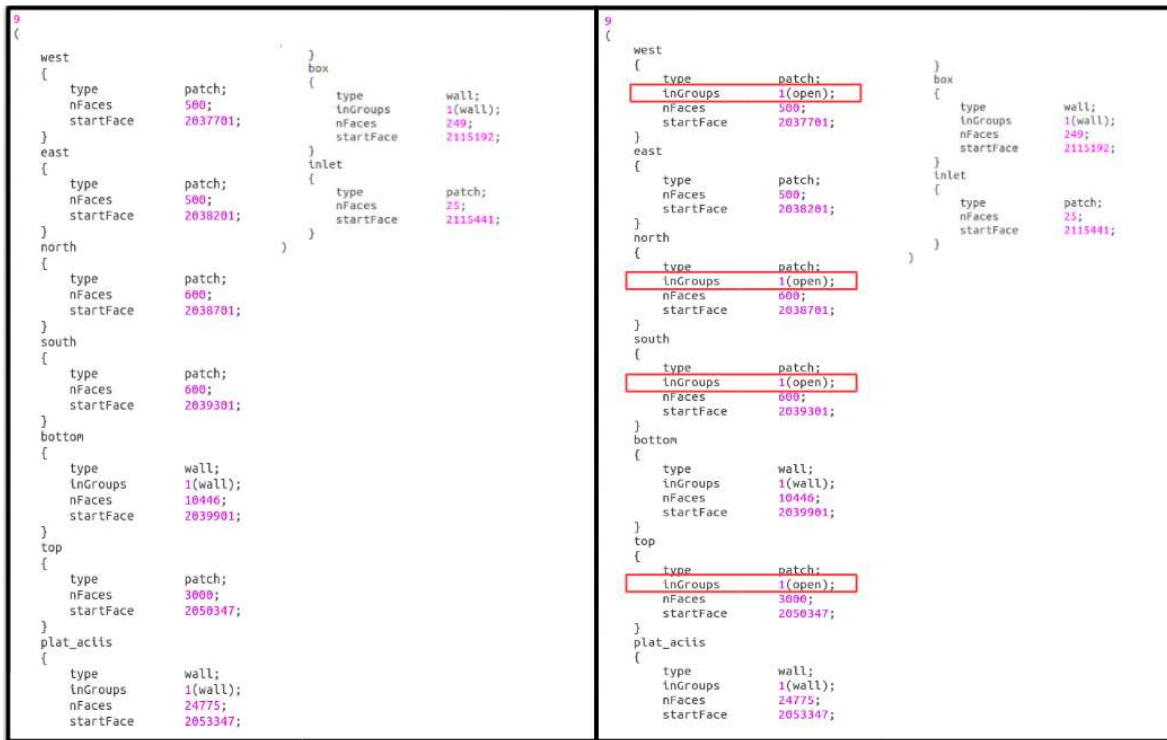 9
(
west
{
type patch;
nFaces 500;
startFace 2037701;
}
east
{
type patch;
nFaces 500;
startFace 2038201;
}
north
{
type patch;
nFaces 600;
startFace 2038701;
}
south
{
type patch;
nFaces 600;
startFace 2039301;
}
bottom
{
type wall;
inGroups 1(wall);
nFaces 10446;
startFace 2039901;
}
top
{
type patch;
nFaces 3000;
startFace 2050347;
}
plat_aciis
{
type wall;
inGroups 1(wall);
nFaces 24775;
startFace 2053347;
}
box
{
type wall;
inGroups 1(wall);
nFaces 249;
startFace 2115192;
}
inlet
{
type patch;
nFaces 25;
startFace 2115441;
}
)
9
(
west
{
type patch;
inGroups 1(open);
nFaces 500;
startFace 2037701;
}
east
{
type patch;
nFaces 500;
startFace 2038201;
}
north
{
type patch;
inGroups 1(open);
nFaces 600;
startFace 2038701;
}
south
{
type patch;
inGroups 1(open);
nFaces 600;
startFace 2039301;
}
bottom
{
type wall;
inGroups 1(wall);
nFaces 10446;
startFace 2039901;
}
top
{
type patch;
inGroups 1(open);
nFaces 3000;
startFace 2050347;
}
plat_aciis
{
type wall;
inGroups 1(wall);
nFaces 24775;
startFace 2053347;
}
box
{
type wall;
inGroups 1(wall);
nFaces 249;
startFace 2115192;
}
inlet
{
type patch;
nFaces 25;
startFace 2115441;
}
)